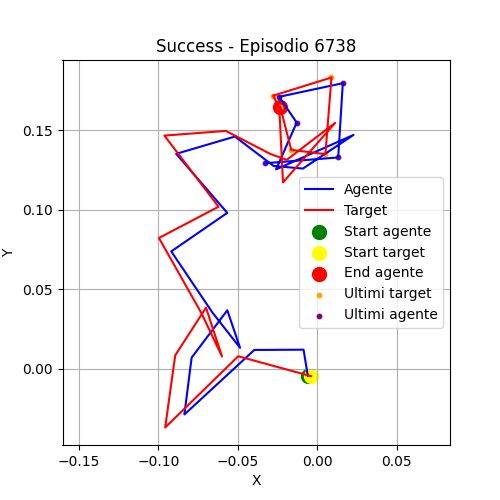 Success - Episodio 6738
Y
0.15
0.10
0.05
0.00
Agente
Target
Start agente
Start target
End agente
Ultimi target
Ultimi agente
−0.15 −0.10 −0.05 0.00 0.05
X